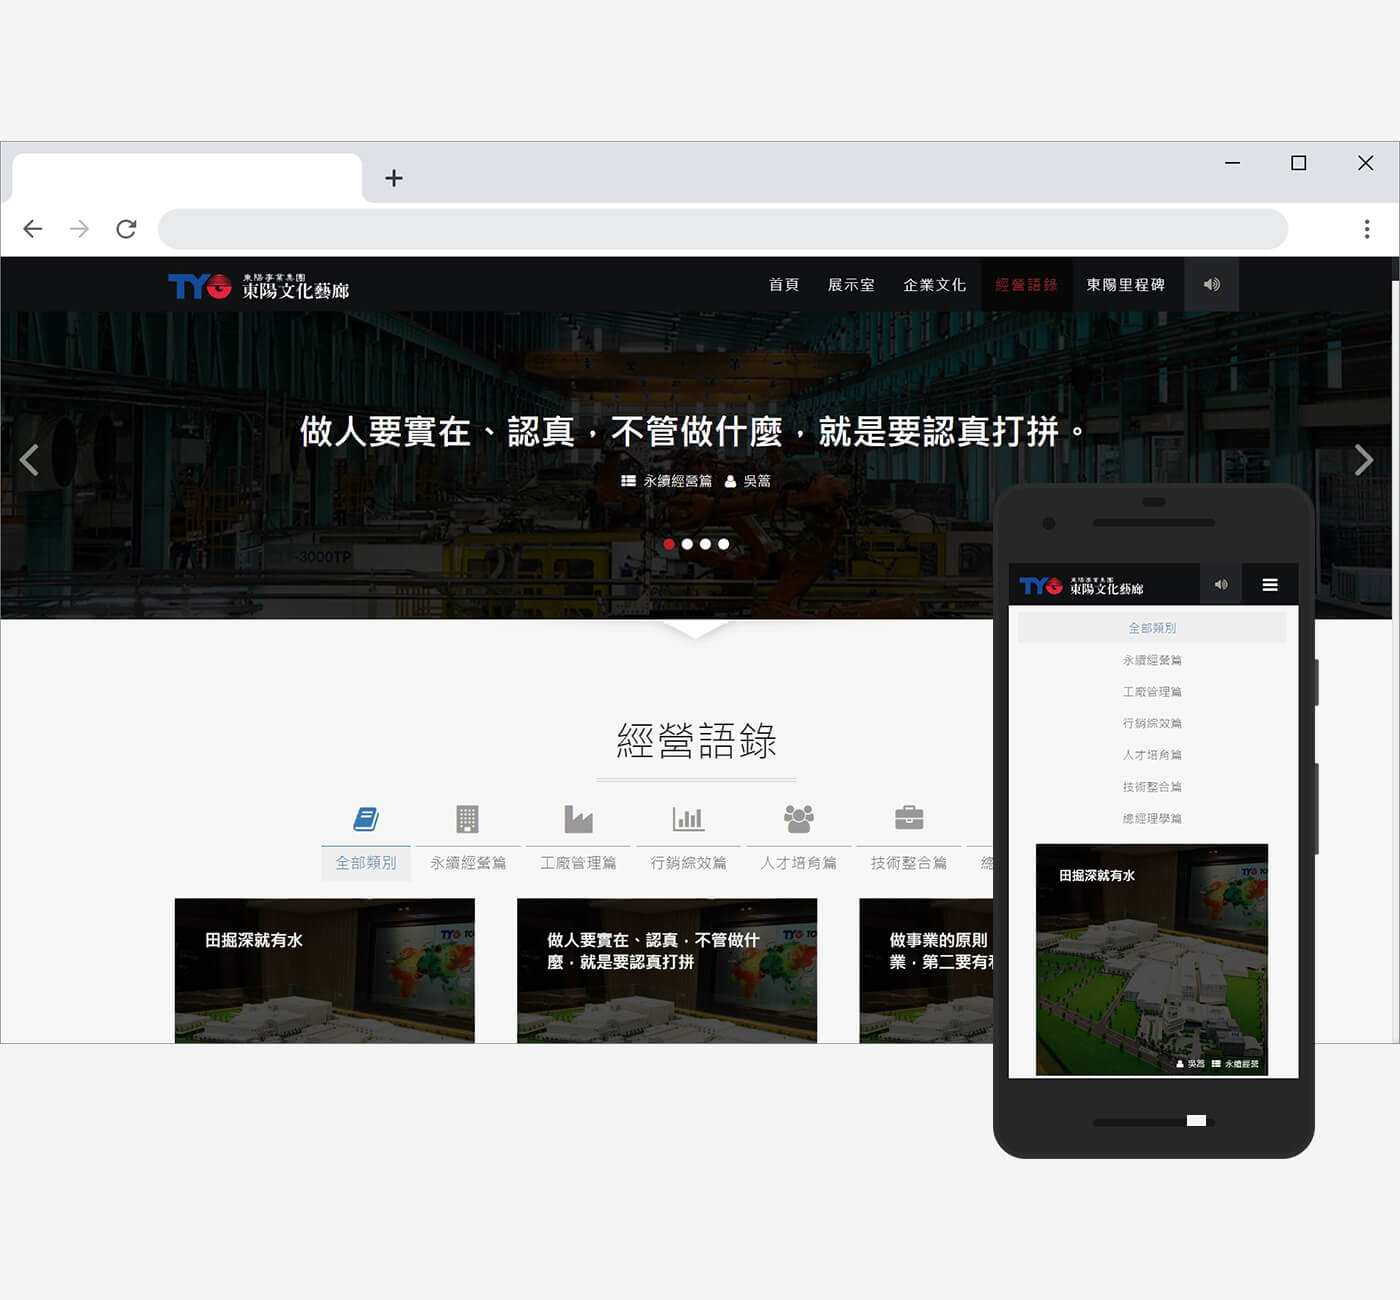 TYG 東陽事業集團
東陽文化藝廊
首頁 展示室 企業文化 經營語錄 東陽里程碑
做人要實在、認真，不管做什麼，就是要認真打拼。
永續經營篇 吳篙
-3000TP
經營語錄
全部類別 永續經營篇 工廠管理篇 行銷綜效篇 人才培育篇 技術整合篇 總
田掘深就有水
TYG TO
做人要實在、認真，不管做什
麼，就是要認真打拼
TYG TO
做事業的原則
業，第二要有
TYG 東陽事業集團
東陽文化藝廊
全部類別
永續經營篇
工廠管理篇
行銷綜效篇
人才培育篇
技術整合篇
總經理學篇
田掘深就有水
TYG TO
吳篙 永續經營